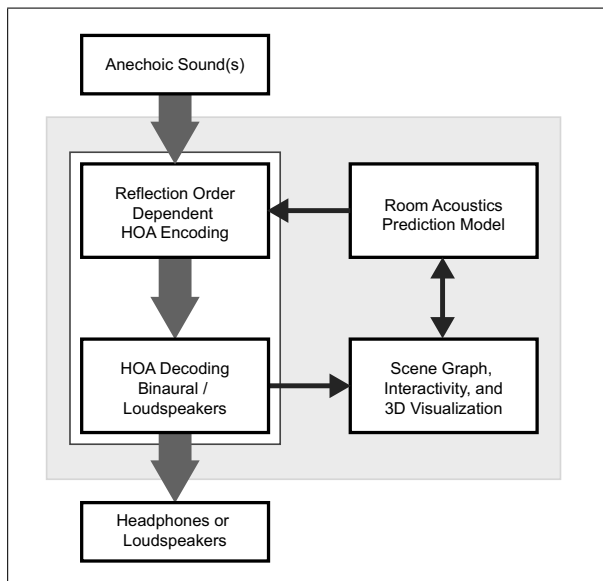 Anechoic Sound(s)
Reflection Order
Dependent
HOA Encoding
Room Acoustics
Prediction Model
HOA Decoding
Binaural /
Loudspeakers
Scene Graph,
Interactivity, and
3D Visualization
Headphones or
Loudspeakers